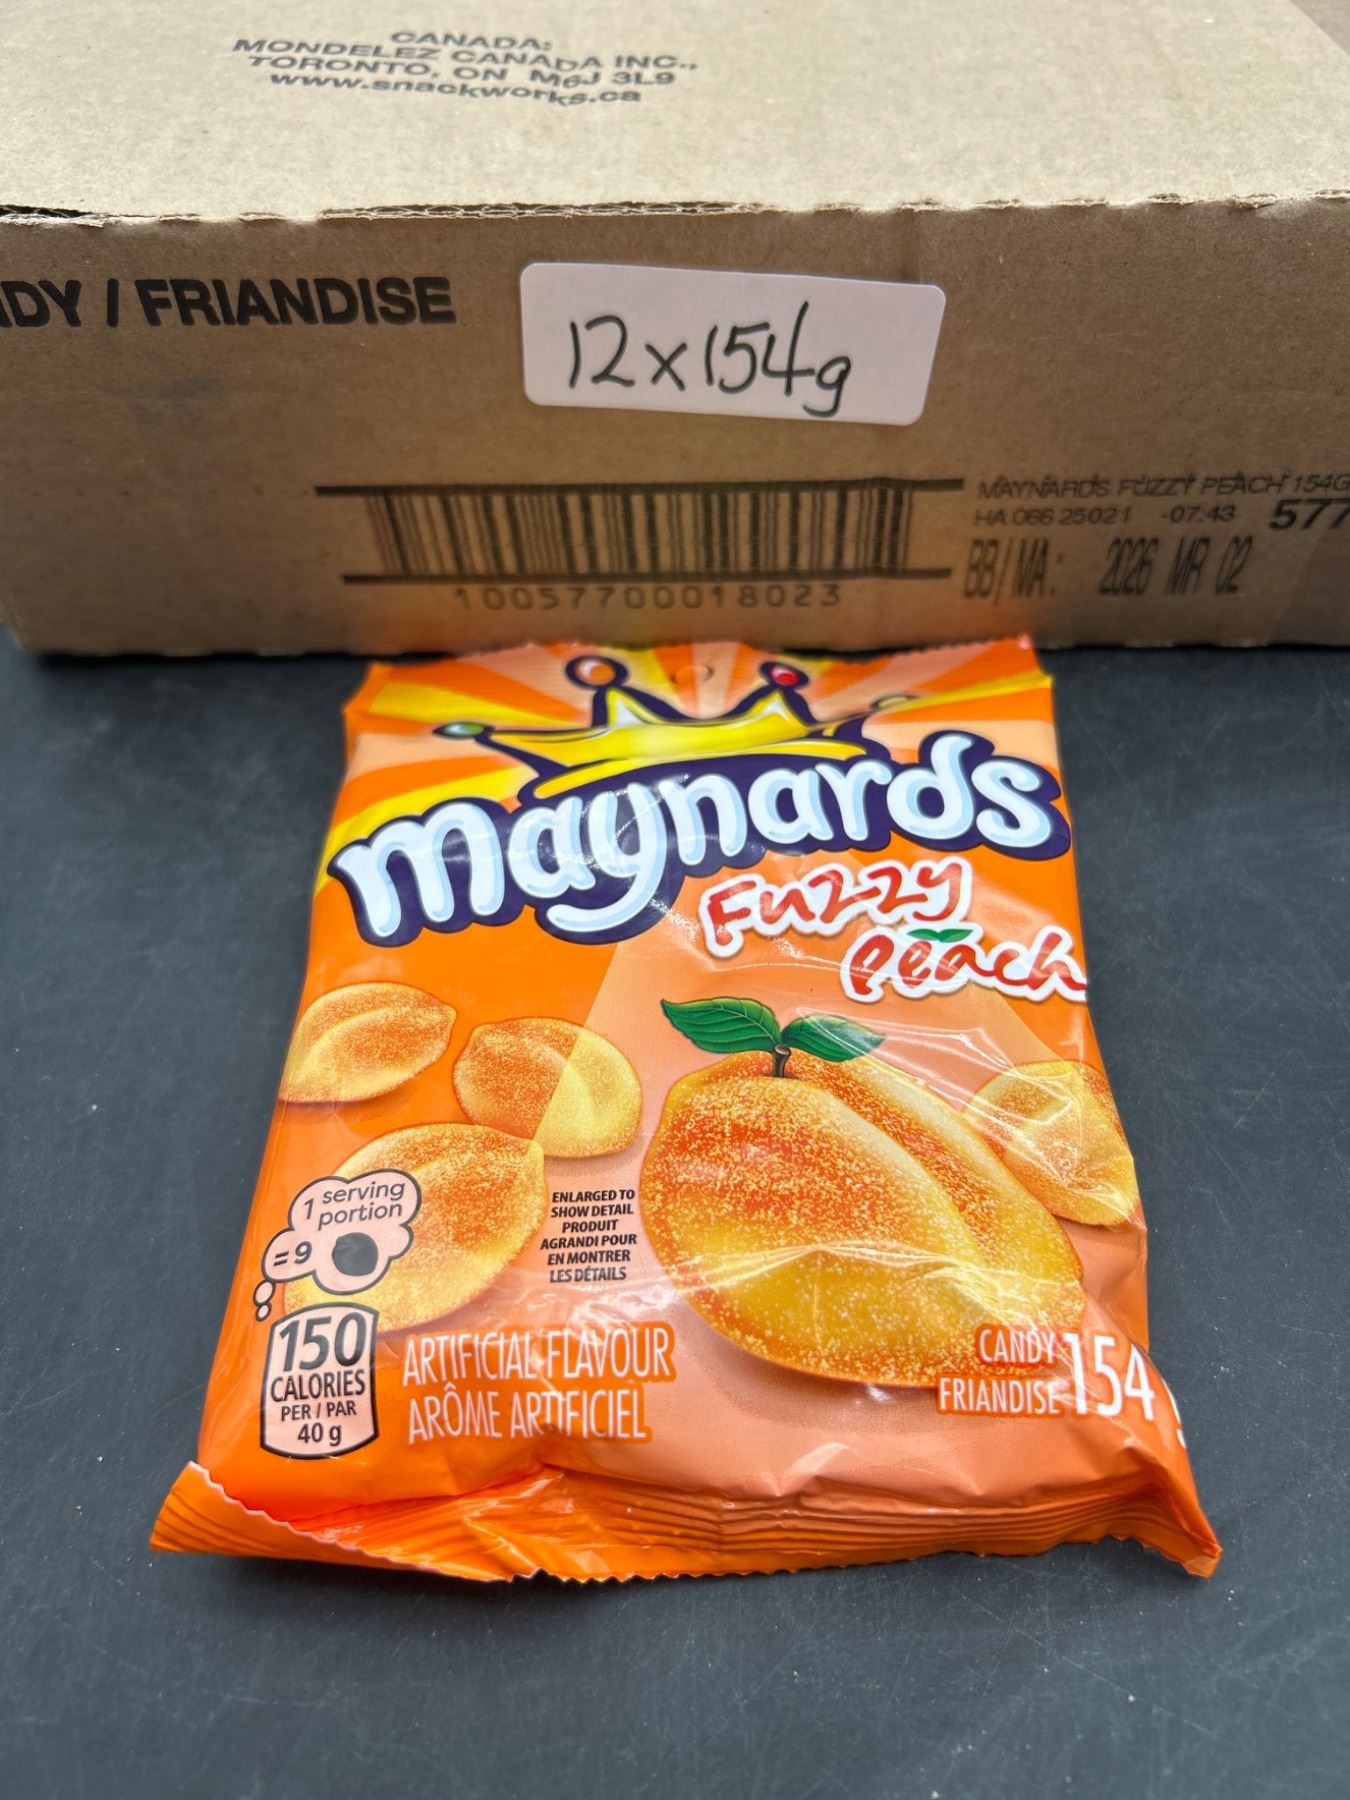 CANADA:
MONDELEZ CANADA INC.,
TORONTO, ON M6J 3L9
www.snackworks.ca
DY / FRIANDISE
12x154g
MAYNARDS FUZZY PEACH 154G
HA 066 25021 -07:43 577
BB/MA: 2026 MR 02
10057700018023
maynards
Fuzzy
Peach
1 serving
portion
=9
ENLARGED TO
SHOW DETAIL
PRODUIT
AGRANDI POUR
EN MONTRER
LES DÉTAILS
150
CALORIES
PER / PAR
40 g
ARTIFICIAL FLAVOUR
ARÔME ARTIFICIEL
CANDY
FRIANDISE
154 g